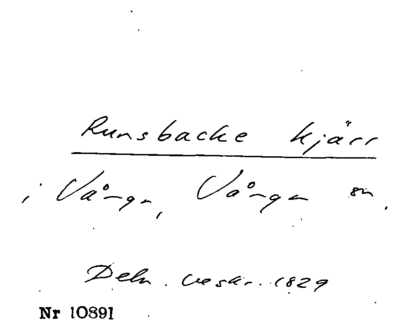 Runsbacke kjärr
i Vånga, Vånga sn.
Deln. beskr. 1829
Nr 10891